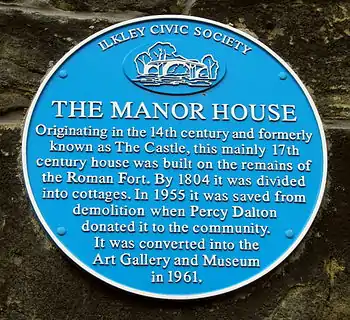 ILKLEY CIVIC SOCIETY
THE MANOR HOUSE
Originating in the 14th century and formerly
known as The Castle, this mainly 17th
century house was built on the remains of
the Roman Fort. By 1804 it was divided
into cottages. In 1955 it was saved from
demolition when Percy Dalton
donated it to the community.
It was converted into the
Art Gallery and Museum
in 1961.